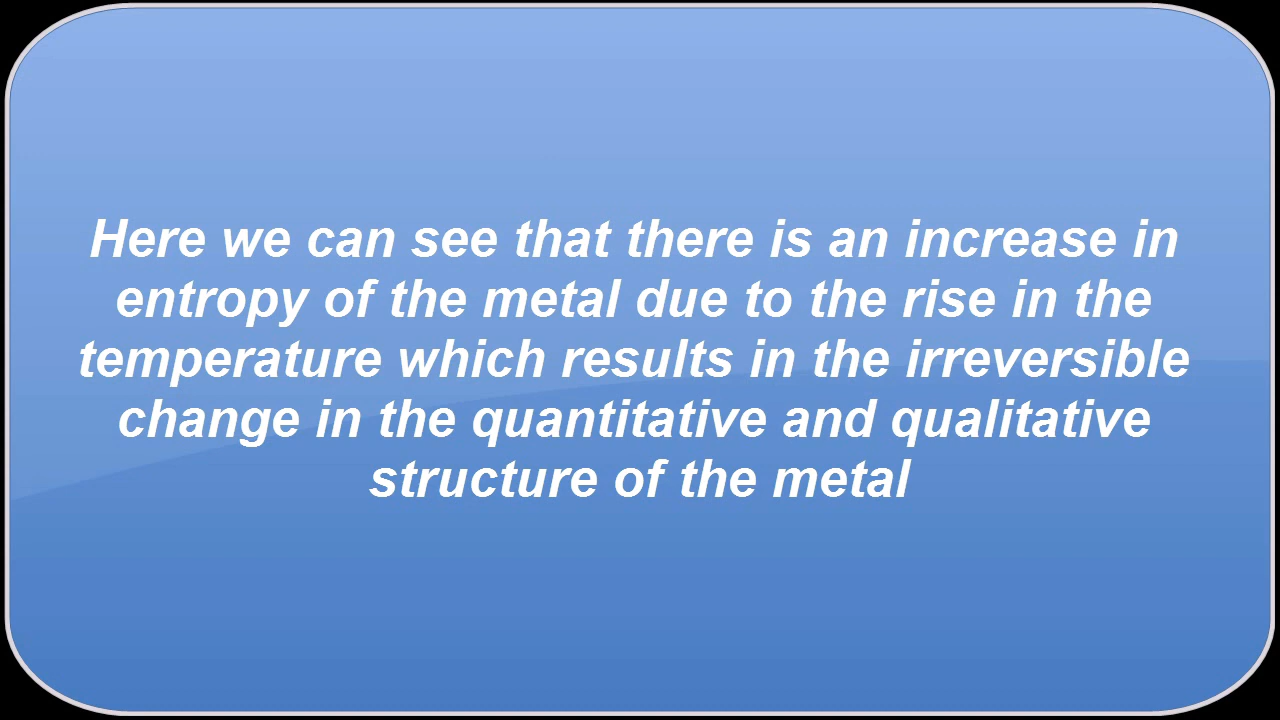 Here we can see that there is an increase in
entropy of the metal due to the rise in the
temperature which results in the irreversible
change in the quantitative and qualitative
structure of the metal